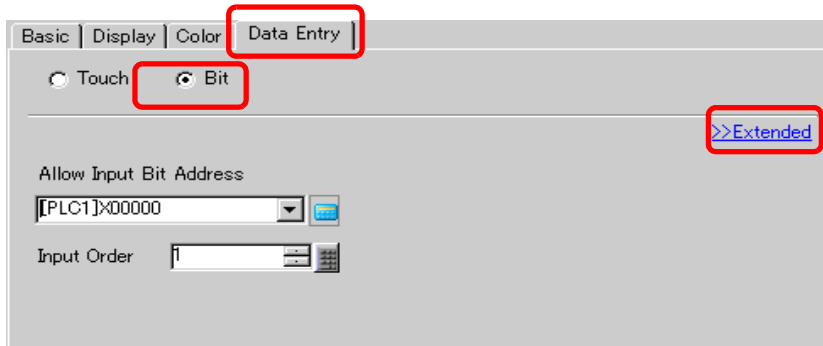 Basic Display Color Data Entry
Touch Bit
>>Extended
Allow Input Bit Address
[PLC1]X00000
Input Order 1